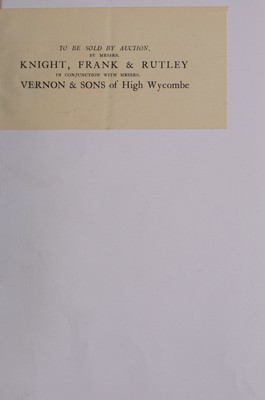 TO BE SOLD BY AUCTION,
BY MESSRS.
KNIGHT, FRANK & RUTLEY
IN CONJUNCTION WITH MESSRS.
VERNON & SONS of High Wycombe